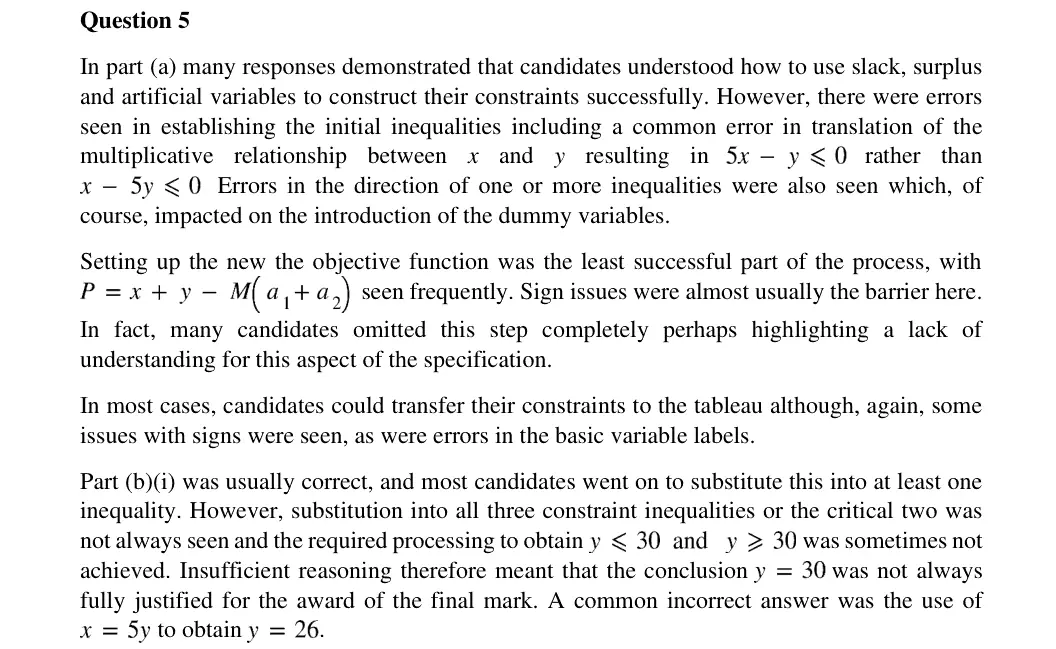 Question 5
In part (a) many responses demonstrated that candidates understood how to use slack, surplus
and artificial variables to construct their constraints successfully. However, there were errors
seen in establishing the initial inequalities including a common error in translation of the
multiplicative relationship between x and y resulting in 5x − y ⩽ 0 rather than
x − 5y ⩽ 0 Errors in the direction of one or more inequalities were also seen which, of
course, impacted on the introduction of the dummy variables.
Setting up the new the objective function was the least successful part of the process, with
P = x + y − M(a₁ + a₂) seen frequently. Sign issues were almost usually the barrier here.
In fact, many candidates omitted this step completely perhaps highlighting a lack of
understanding for this aspect of the specification.
In most cases, candidates could transfer their constraints to the tableau although, again, some
issues with signs were seen, as were errors in the basic variable labels.
Part (b)(i) was usually correct, and most candidates went on to substitute this into at least one
inequality. However, substitution into all three constraint inequalities or the critical two was
not always seen and the required processing to obtain y ⩽ 30 and y ⩾ 30 was sometimes not
achieved. Insufficient reasoning therefore meant that the conclusion y = 30 was not always
fully justified for the award of the final mark. A common incorrect answer was the use of
x = 5y to obtain y = 26.